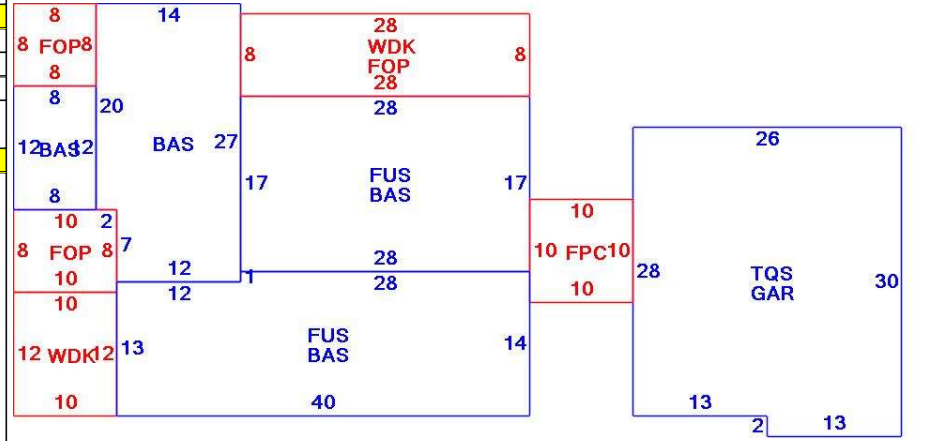 8
8 FOP 8
8
14
28
8 WDK 8
FOP
28
8
20
12 BAS 12
8
BAS 27
28
17 FUS 17
BAS
28
26
10
10 FPC 10
10
28
TQS
GAR
30
13
2
13
10 2
8 FOP 8
10
7
12
1
10
12 WDK 12
10
12
28
13
FUS
BAS
14
40